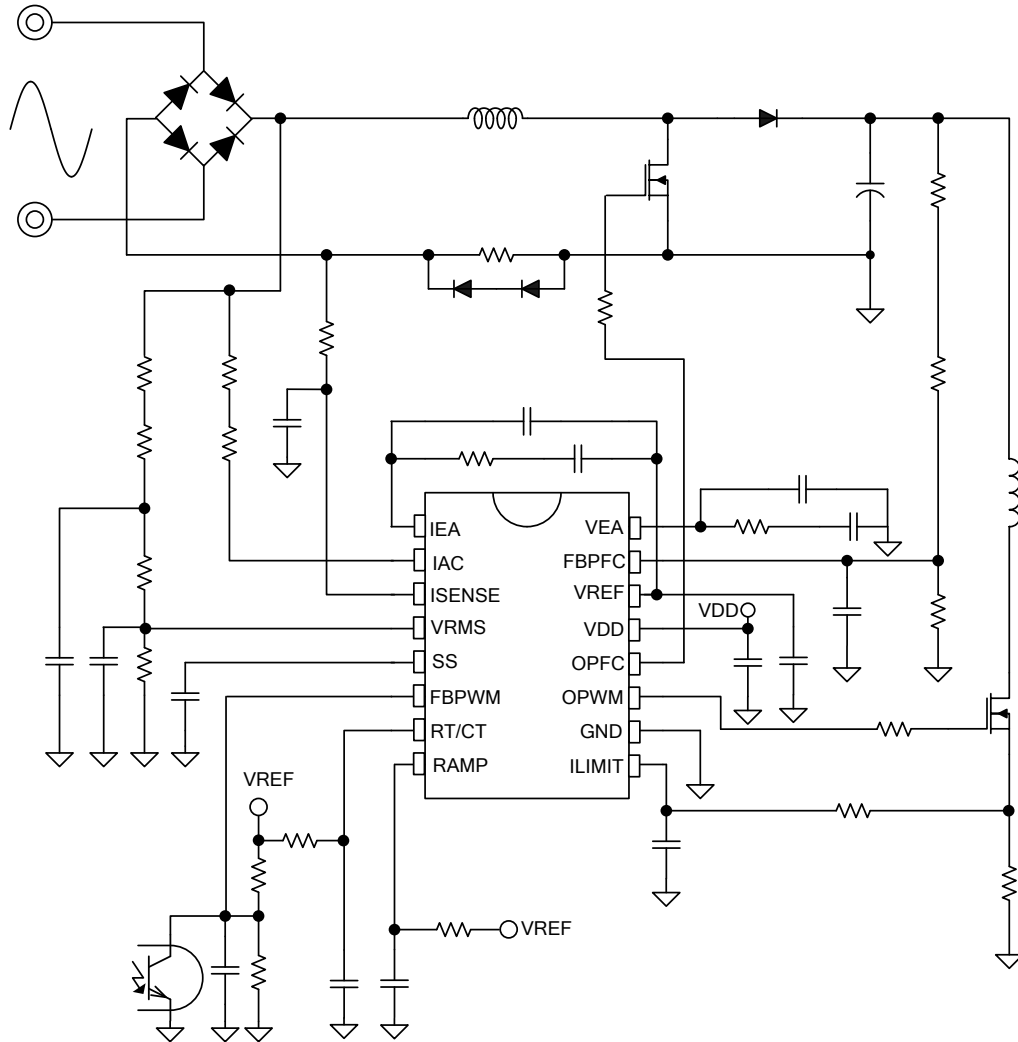 IEA
IAC
ISENSE
VRMS
SS
FBPWM
RT/CT
RAMP
VEA
FBPFC
VREF
VDD
OPFC
OPWM
GND
ILIMIT
VDD
VREF
VREF